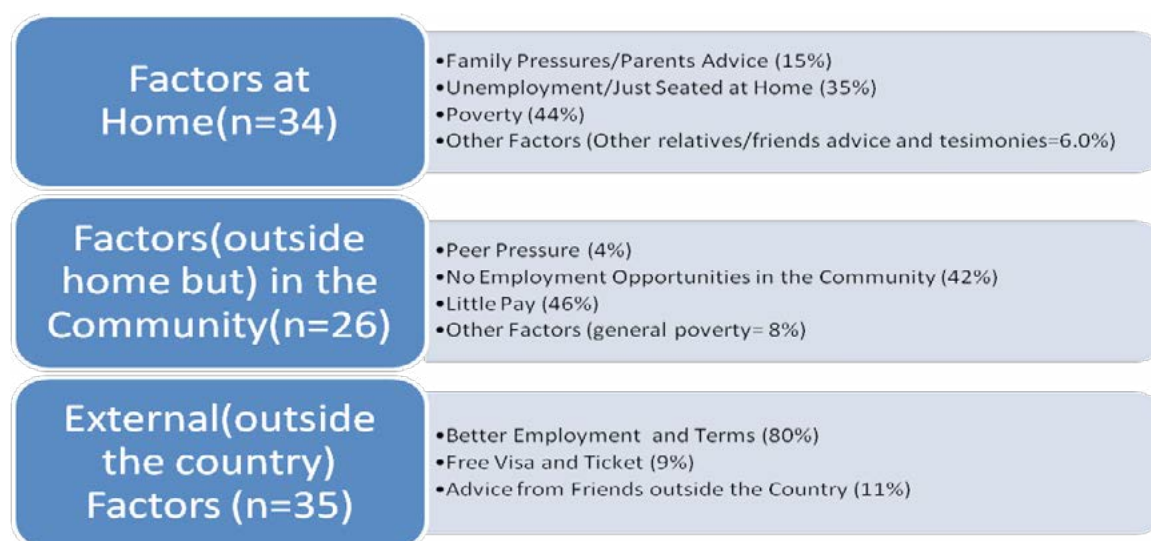 Factors at
Home(n=34)
•Family Pressures/Parents Advice (15%)
•Unemployment/Just Seated at Home (35%)
•Poverty (44%)
•Other Factors (Other relatives/friends advice and tesimonies=6.0%)
Factors(outside
home but) in the
Community(n=26)
•Peer Pressure (4%)
•No Employment Opportunities in the Community (42%)
•Little Pay (46%)
•Other Factors (general poverty= 8%)
External(outside
the country)
Factors (n=35)
•Better Employment and Terms (80%)
•Free Visa and Ticket (9%)
•Advice from Friends outside the Country (11%)